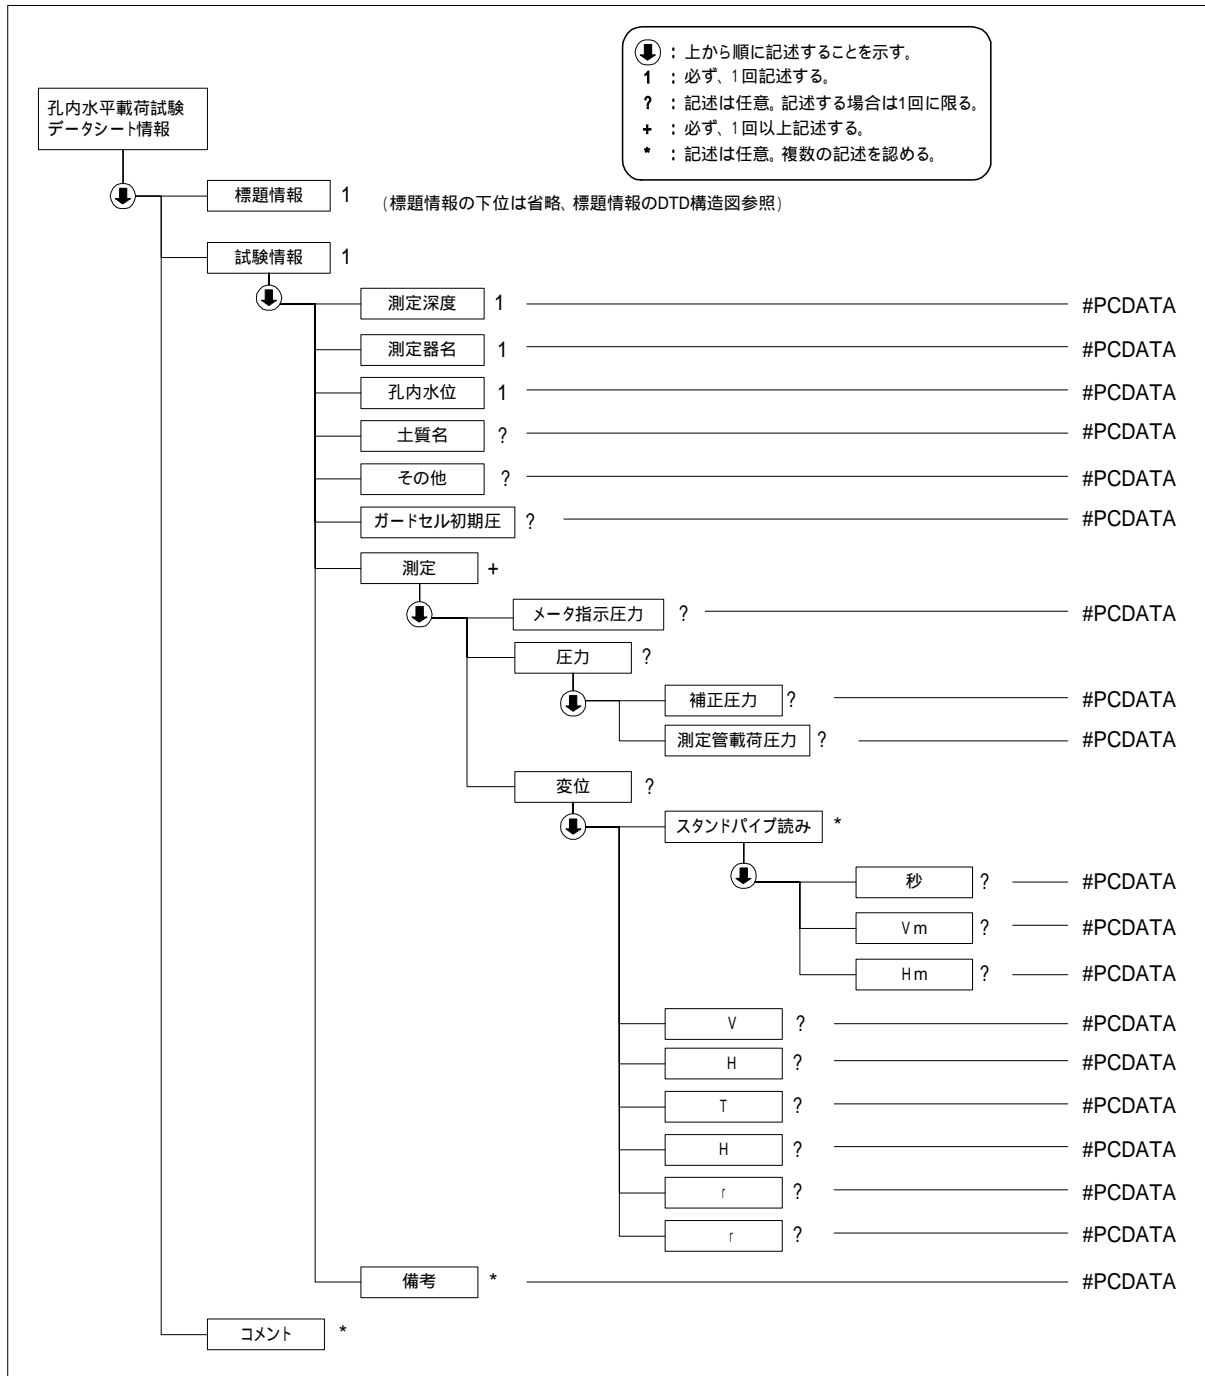 : 上から順に記述することを示す。
1 : 必ず、1回記述する。
? : 記述は任意。記述する場合は1回に限る。
+ : 必ず、1回以上記述する。
* : 記述は任意。複数の記述を認める。
孔内水平載荷試験
データシート情報
標題情報 1 (標題情報の下位は省略、標題情報のDTD構造図参照)
試験情報 1
測定深度 1 #PCDATA
測定器名 1 #PCDATA
孔内水位 1 #PCDATA
土質名 ? #PCDATA
その他 ? #PCDATA
ガードセル初期圧 ? #PCDATA
測定 +
メータ指示圧力 ? #PCDATA
圧力 ?
補正圧力 ? #PCDATA
測定管載荷圧力 ? #PCDATA
変位 ?
スタンドパイプ読み *
秒 ? #PCDATA
Vm ? #PCDATA
Hm ? #PCDATA
V ? #PCDATA
H ? #PCDATA
T ? #PCDATA
H ? #PCDATA
r ? #PCDATA
r ? #PCDATA
備考 * #PCDATA
コメント *